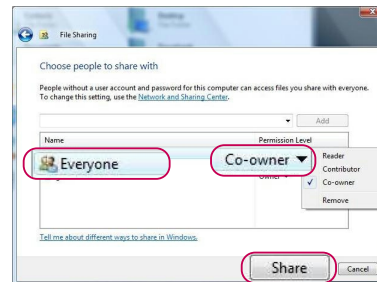 File Sharing
Choose people to share with
People without a user account and password for this computer can access files you share with everyone.
To change this setting, use the Network and Sharing Center.
Add
Name Permission Level
Everyone Co-owner
Reader
Contributor
Co-owner
Remove
Tell me about different ways to share in Windows.
Share Cancel